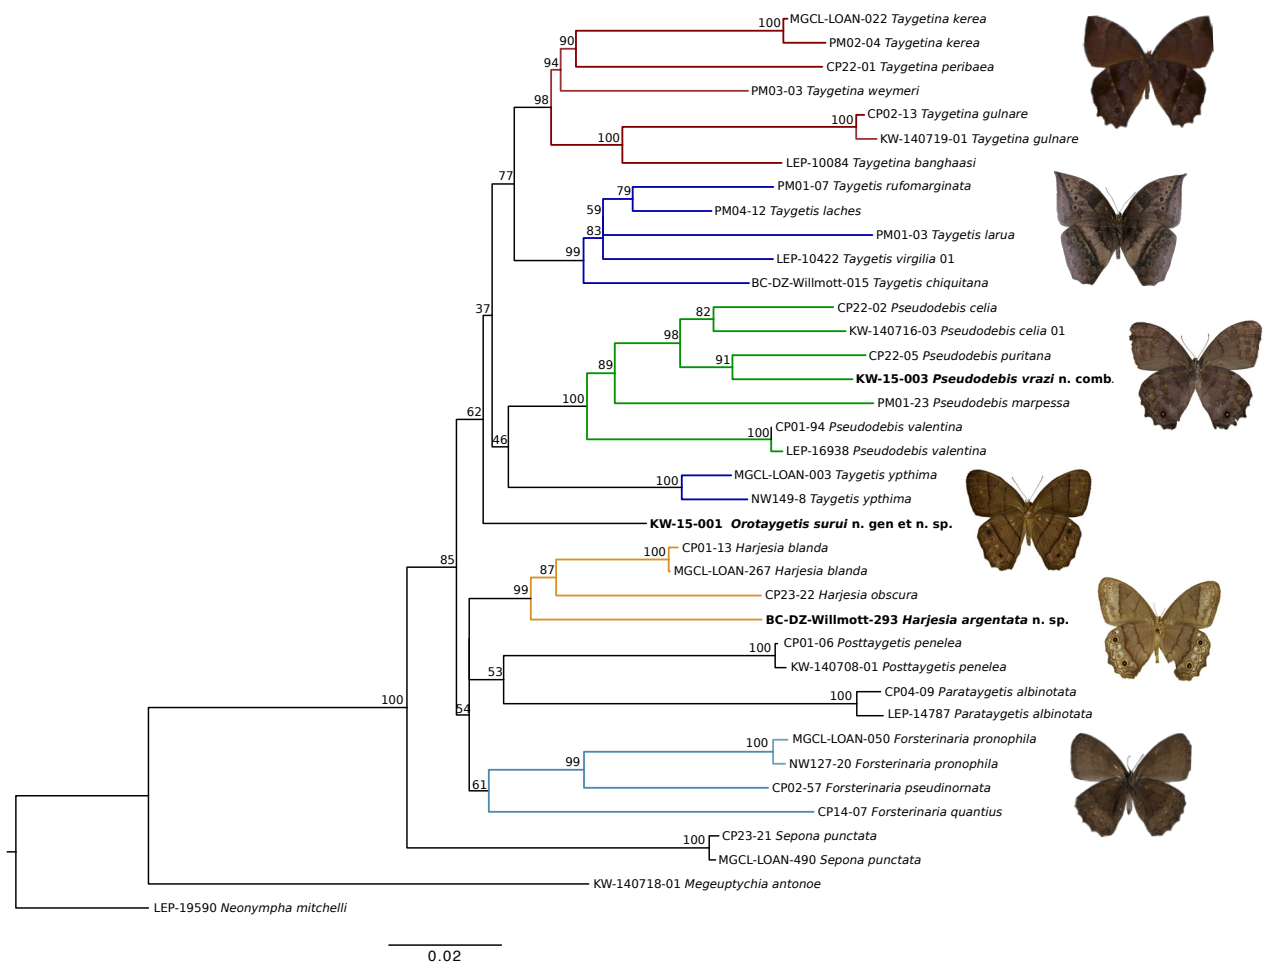 100
MGCL-LOAN-022 Taygetina kerea
90
PM02-04 Taygetina kerea
94
CP22-01 Taygetina peribaea
PM03-03 Taygetina weymeri
98
CP02-13 Taygetina gulnare
100
100
KW-140719-01 Taygetina gulnare
LEP-10084 Taygetina banghaasi
77
PM01-07 Taygetis rufomarginata
79
PM04-12 Taygetis laches
59
83
PM01-03 Taygetis larua
99
LEP-10422 Taygetis virgilia 01
BC-DZ-Willmott-015 Taygetis chiquitana
37
CP22-02 Pseudodebis celia
82
98
KW-140716-03 Pseudodebis celia 01
91
CP22-05 Pseudodebis puritana
89
KW-15-003 Pseudodebis vrazi n. comb.
100
PM01-23 Pseudodebis marpessa
62
CP01-94 Pseudodebis valentina
100
46
LEP-16938 Pseudodebis valentina
MGCL-LOAN-003 Taygetis ypthima
100
NW149-8 Taygetis ypthima
KW-15-001 Orotaygetis surui n. gen et n. sp.
85
CP01-13 Harjesia blanda
100
87
MGCL-LOAN-267 Harjesia blanda
99
CP23-22 Harjesia obscura
BC-DZ-Willmott-293 Harjesia argentata n. sp.
CP01-06 Posttaygetis penelea
100
53
KW-140708-01 Posttaygetis penelea
CP04-09 Parataygetis albinotata
100
100
54
LEP-14787 Parataygetis albinotata
MGCL-LOAN-050 Forsterinaria pronophila
100
99
NW127-20 Forsterinaria pronophila
61
CP02-57 Forsterinaria pseudinornata
CP14-07 Forsterinaria quantius
CP23-21 Sepona punctata
100
MGCL-LOAN-490 Sepona punctata
KW-140718-01 Megeuptychia antonoe
LEP-19590 Neonympha mitchelli
0.02